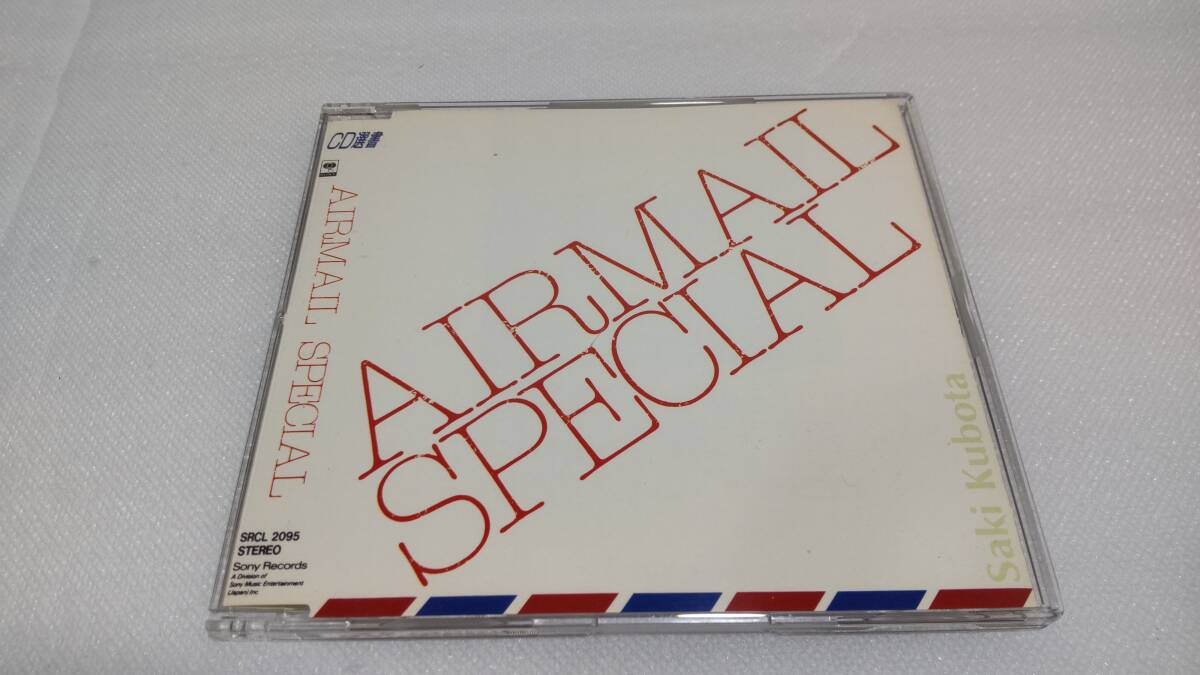 CD選書
AIRMAIL SPECIAL
AIRMAIL
SPECIAL
Saki Kubota
SRCL 2095
STEREO
Sony Records
A Division of
Sony Music Entertainment
(Japan) Inc